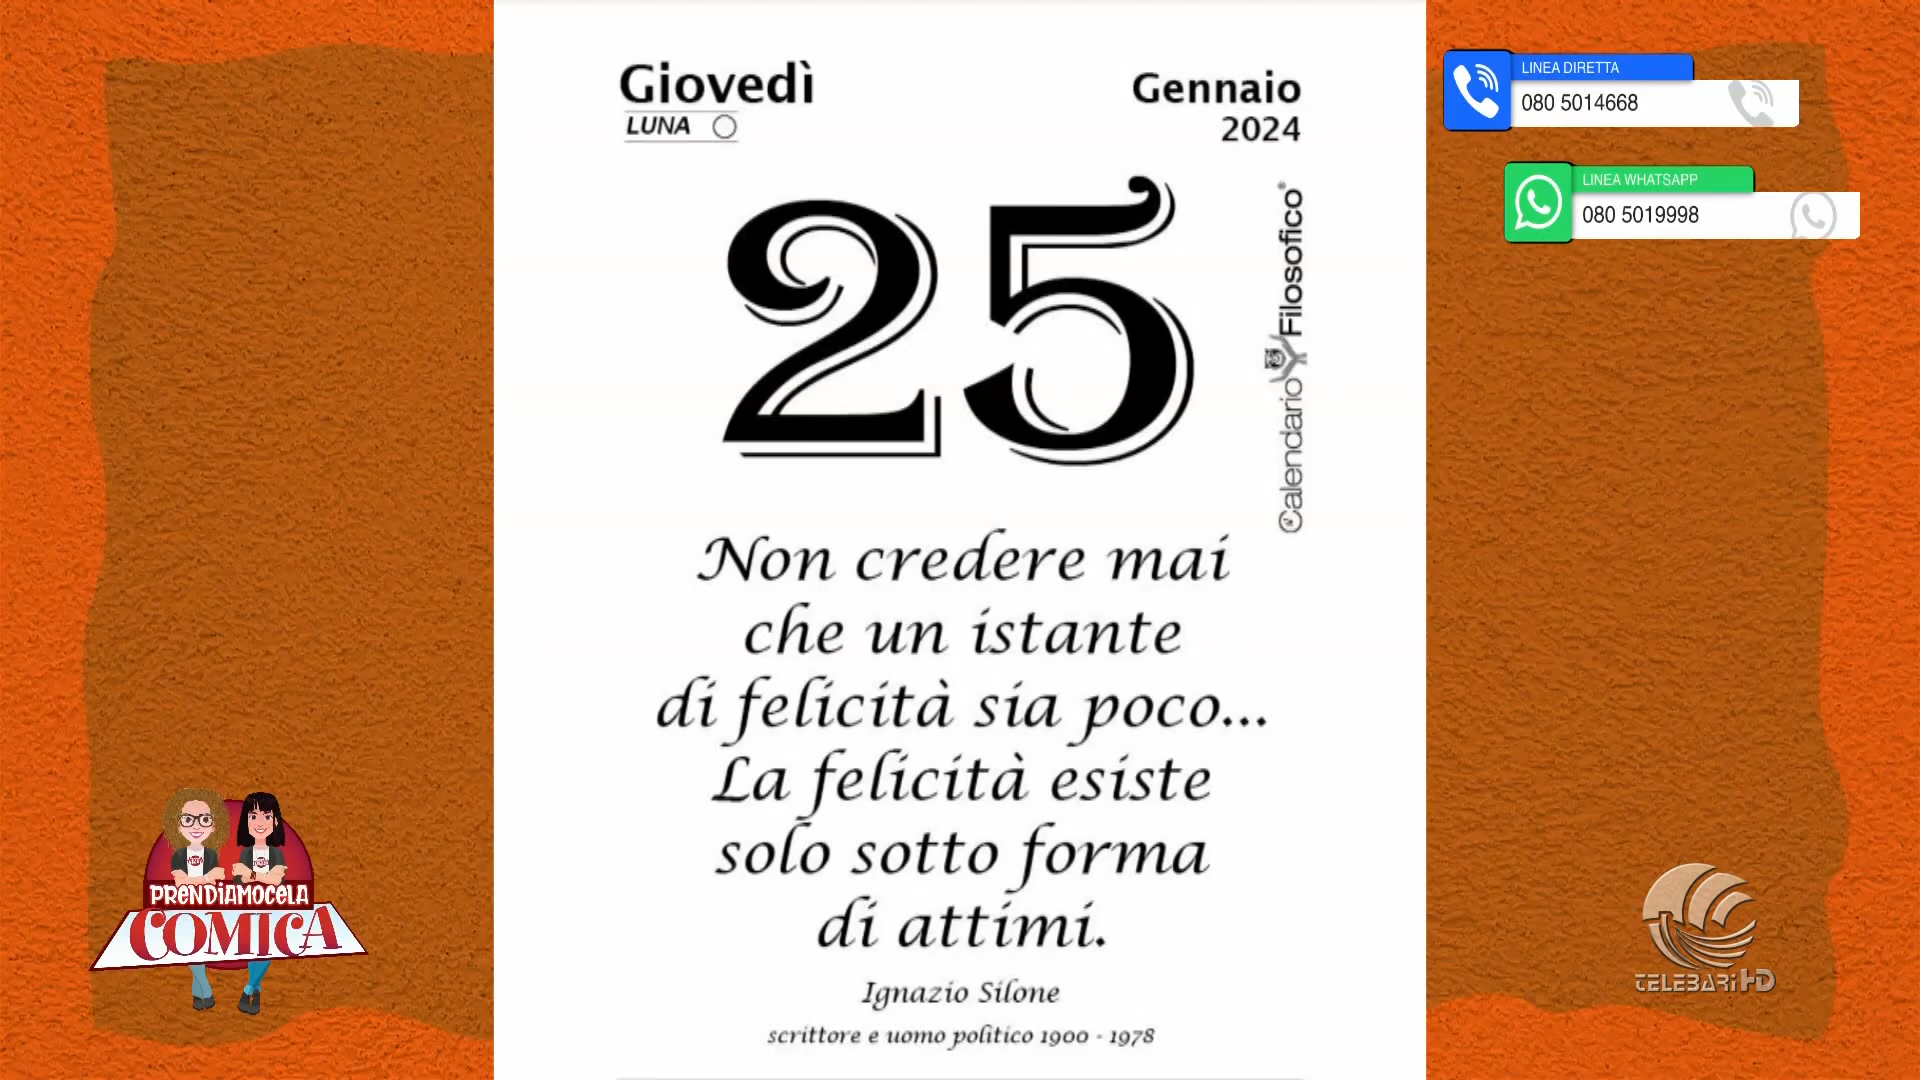 Giovedì
LUNA
Gennaio
2024
25
Calendario Filosofico®
Non credere mai
che un istante
di felicità sia poco...
La felicità esiste
solo sotto forma
di attimi.
Ignazio Silone
scrittore e uomo politico 1900 - 1978
LINEA DIRETTA
080 5014668
LINEA WHATSAPP
080 5019998
PRENDIAMOCELA
COMICA
TELEBARI HD